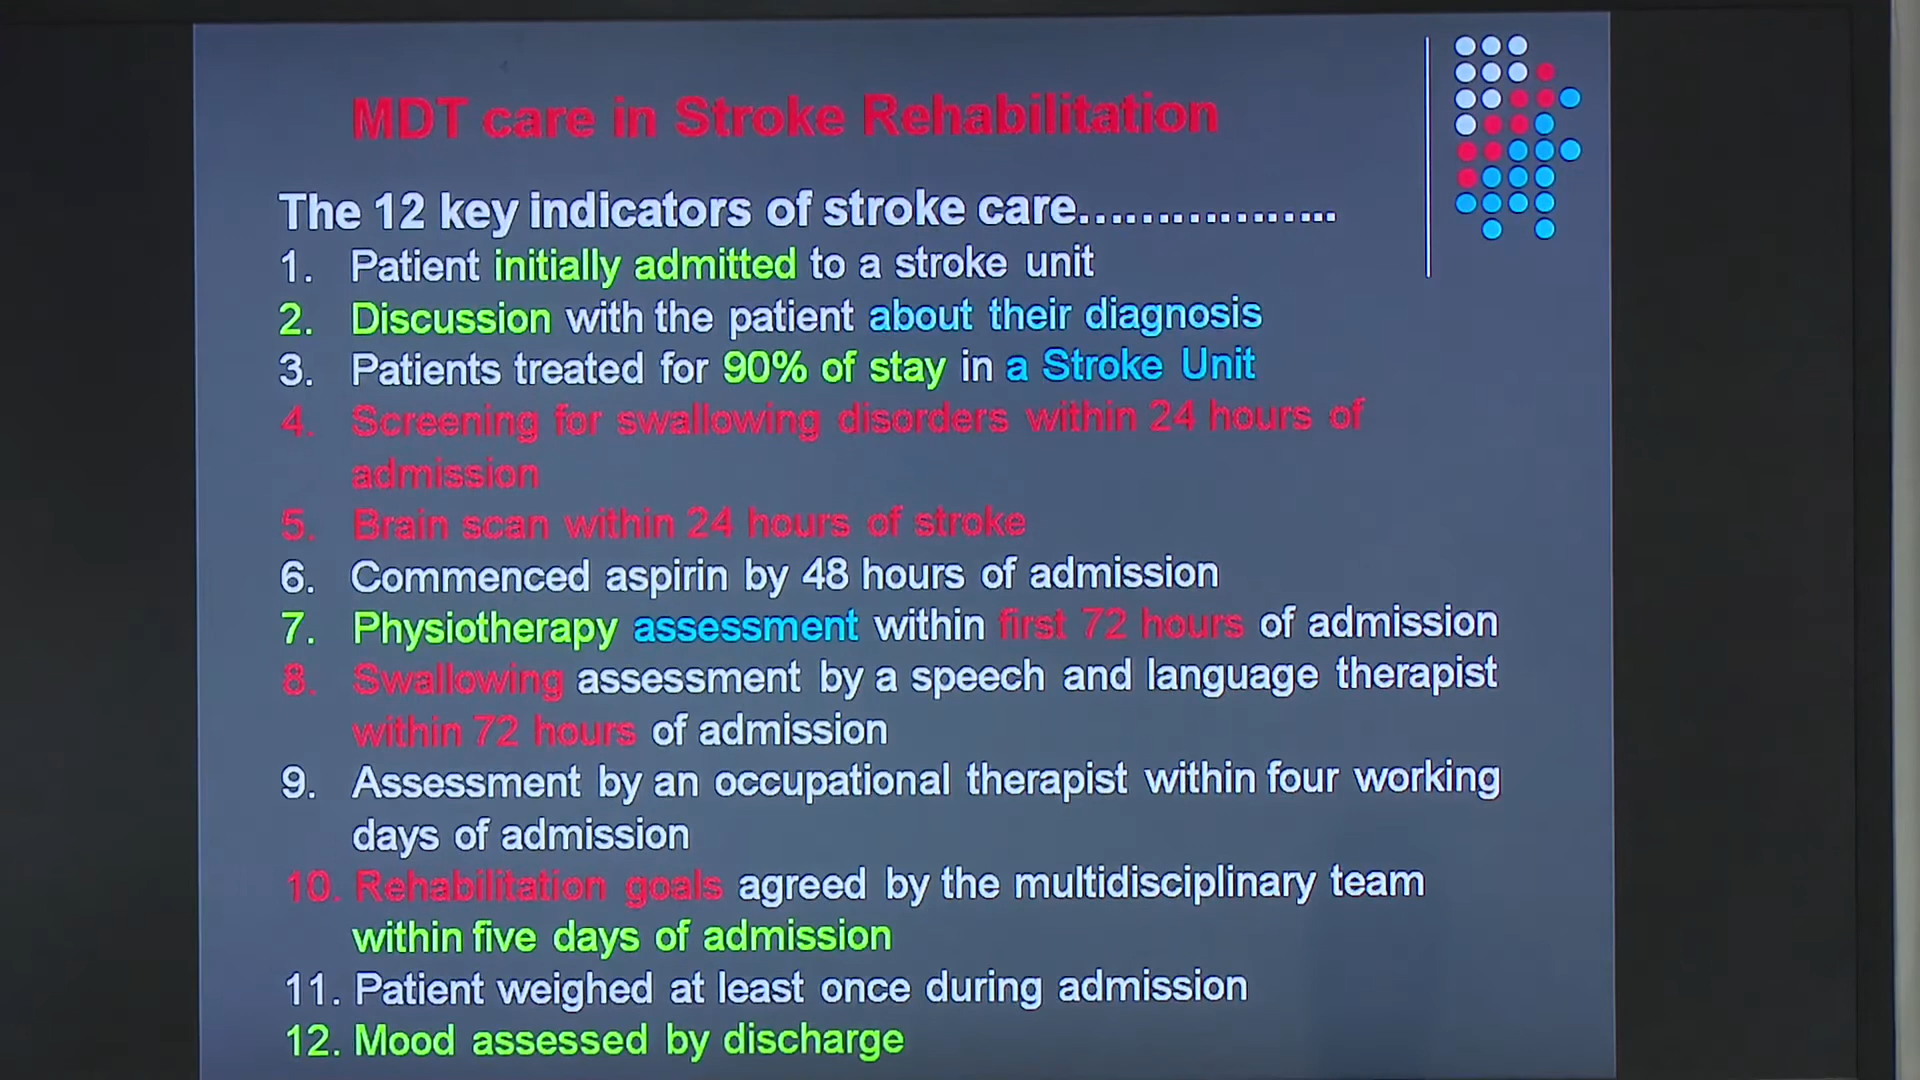 MDT care in Stroke Rehabilitation
The 12 key indicators of stroke care.................
1. Patient initially admitted to a stroke unit
2. Discussion with the patient about their diagnosis
3. Patients treated for 90% of stay in a Stroke Unit
4. Screening for swallowing disorders within 24 hours of
admission
5. Brain scan within 24 hours of stroke
6. Commenced aspirin by 48 hours of admission
7. Physiotherapy assessment within first 72 hours of admission
8. Swallowing assessment by a speech and language therapist
within 72 hours of admission
9. Assessment by an occupational therapist within four working
days of admission
10. Rehabilitation goals agreed by the multidisciplinary team
within five days of admission
11. Patient weighed at least once during admission
12. Mood assessed by discharge